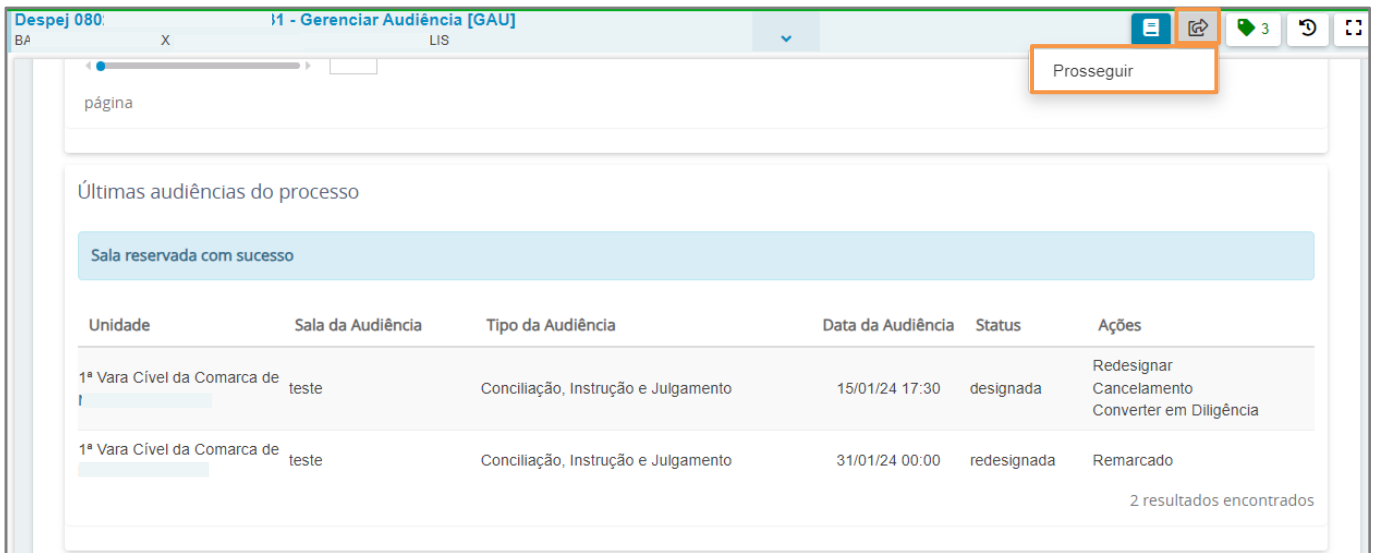 Despej 080 31 - Gerenciar Audiência [GAU]
BA X LIS
3
Prosseguir
página
Últimas audiências do processo
Sala reservada com sucesso
Unidade Sala da Audiência Tipo da Audiência Data da Audiência Status Ações
1ª Vara Cível da Comarca de teste Conciliação, Instrução e Julgamento 15/01/24 17:30 designada Redesignar
Cancelamento
Converter em Diligência
1ª Vara Cível da Comarca de teste Conciliação, Instrução e Julgamento 31/01/24 00:00 redesignada Remarcado
2 resultados encontrados